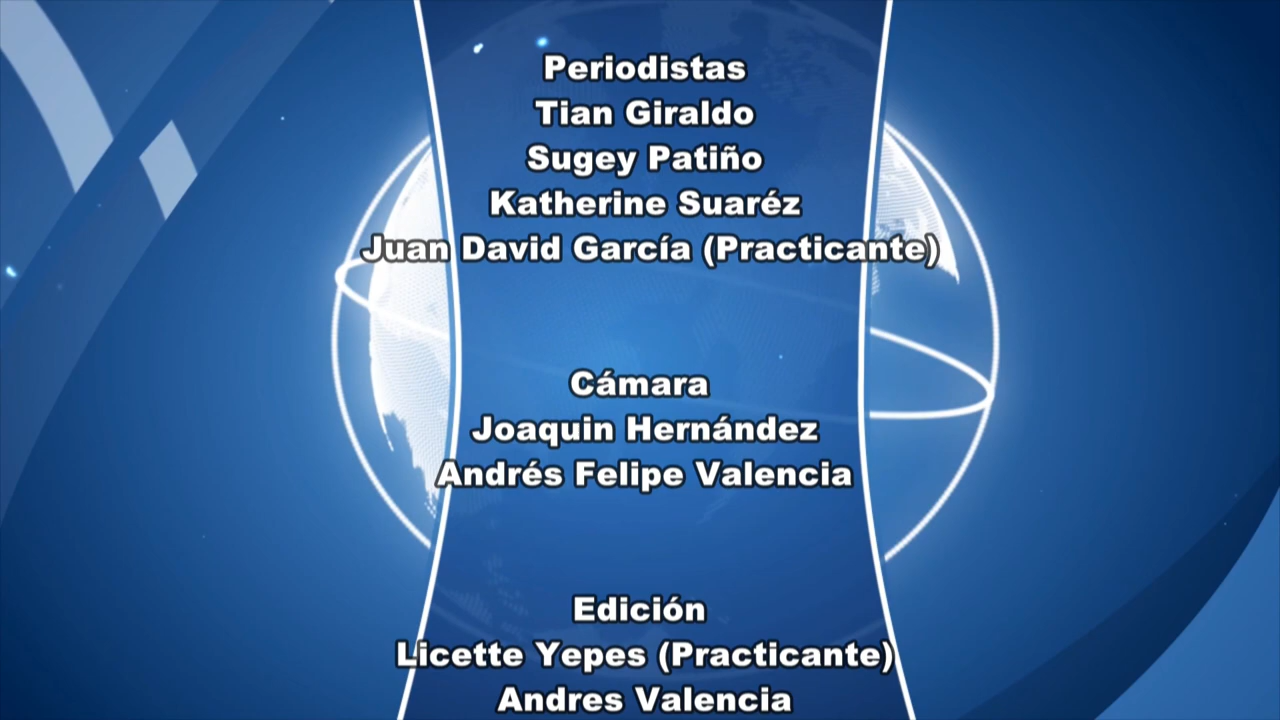 Periodistas
Tian Giraldo
Sugey Patiño
Katherine Suaréz
Juan David García (Practicante)
Cámara
Joaquin Hernández
Andrés Felipe Valencia
Edición
Licette Yepes (Practicante)
Andres Valencia